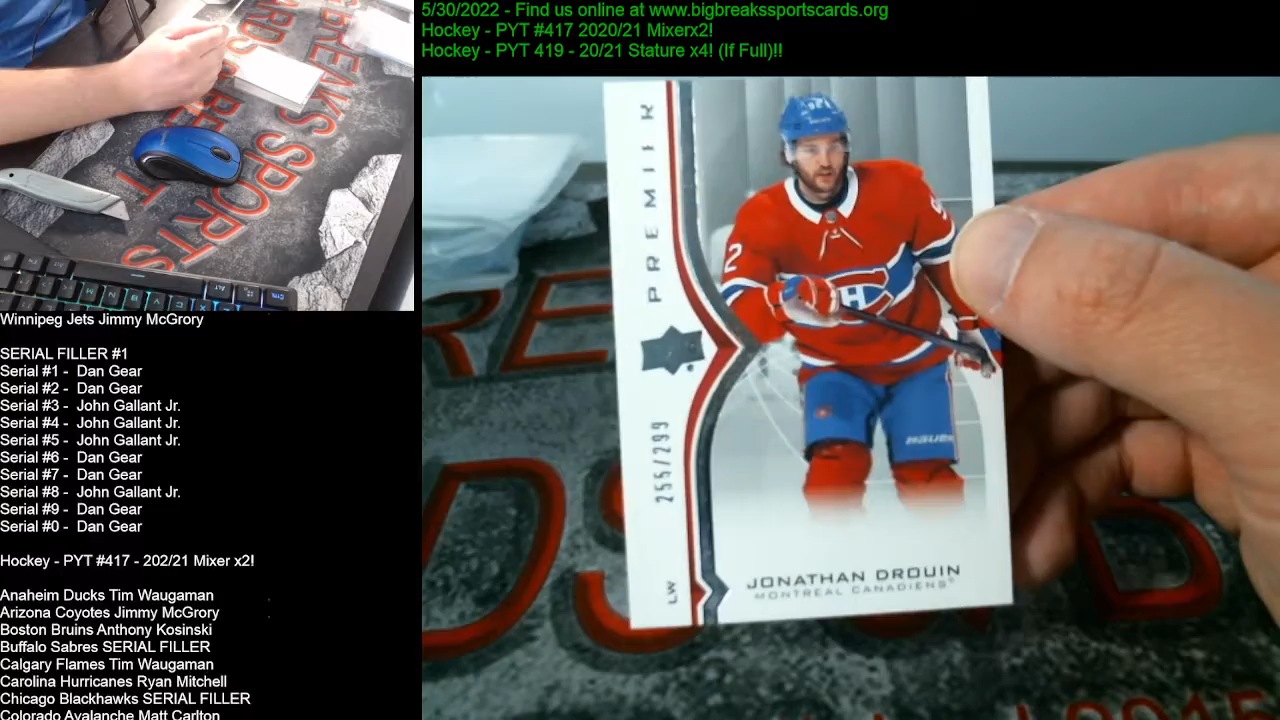 5/30/2022 - Find us online at www.bigbreakssportscards.org
Hockey - PYT #417 2020/21 Mixerx2!
Hockey - PYT 419 - 20/21 Stature x4! (If Full)!!
Winnipeg Jets Jimmy McGrory
SERIAL FILLER #1
Serial #1 - Dan Gear
Serial #2 - Dan Gear
Serial #3 - John Gallant Jr.
Serial #4 - John Gallant Jr.
Serial #5 - John Gallant Jr.
Serial #6 - Dan Gear
Serial #7 - Dan Gear
Serial #8 - John Gallant Jr.
Serial #9 - Dan Gear
Serial #0 - Dan Gear
Hockey - PYT #417 - 202/21 Mixer x2!
Anaheim Ducks Tim Waugaman
Arizona Coyotes Jimmy McGrory
Boston Bruins Anthony Kosinski
Buffalo Sabres SERIAL FILLER
Calgary Flames Tim Waugaman
Carolina Hurricanes Ryan Mitchell
Chicago Blackhawks SERIAL FILLER
Colorado Avalanche Matt Carlton
PREMIER
255/299
LW
JONATHAN DROUIN
MONTREAL CANADIENS
BREAKS
SPORTS